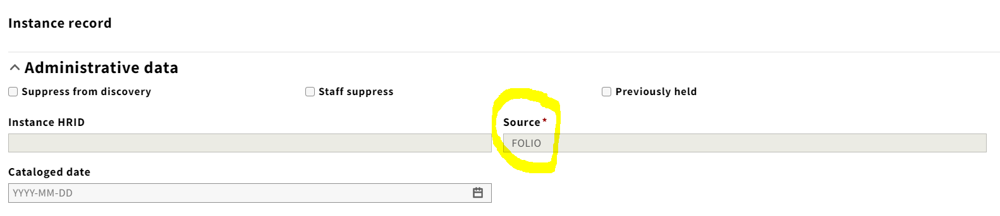 Instance record
Administrative data
Suppress from discovery Staff suppress Previously held
Instance HRID Source*
FOLIO
Cataloged date
YYYY-MM-DD